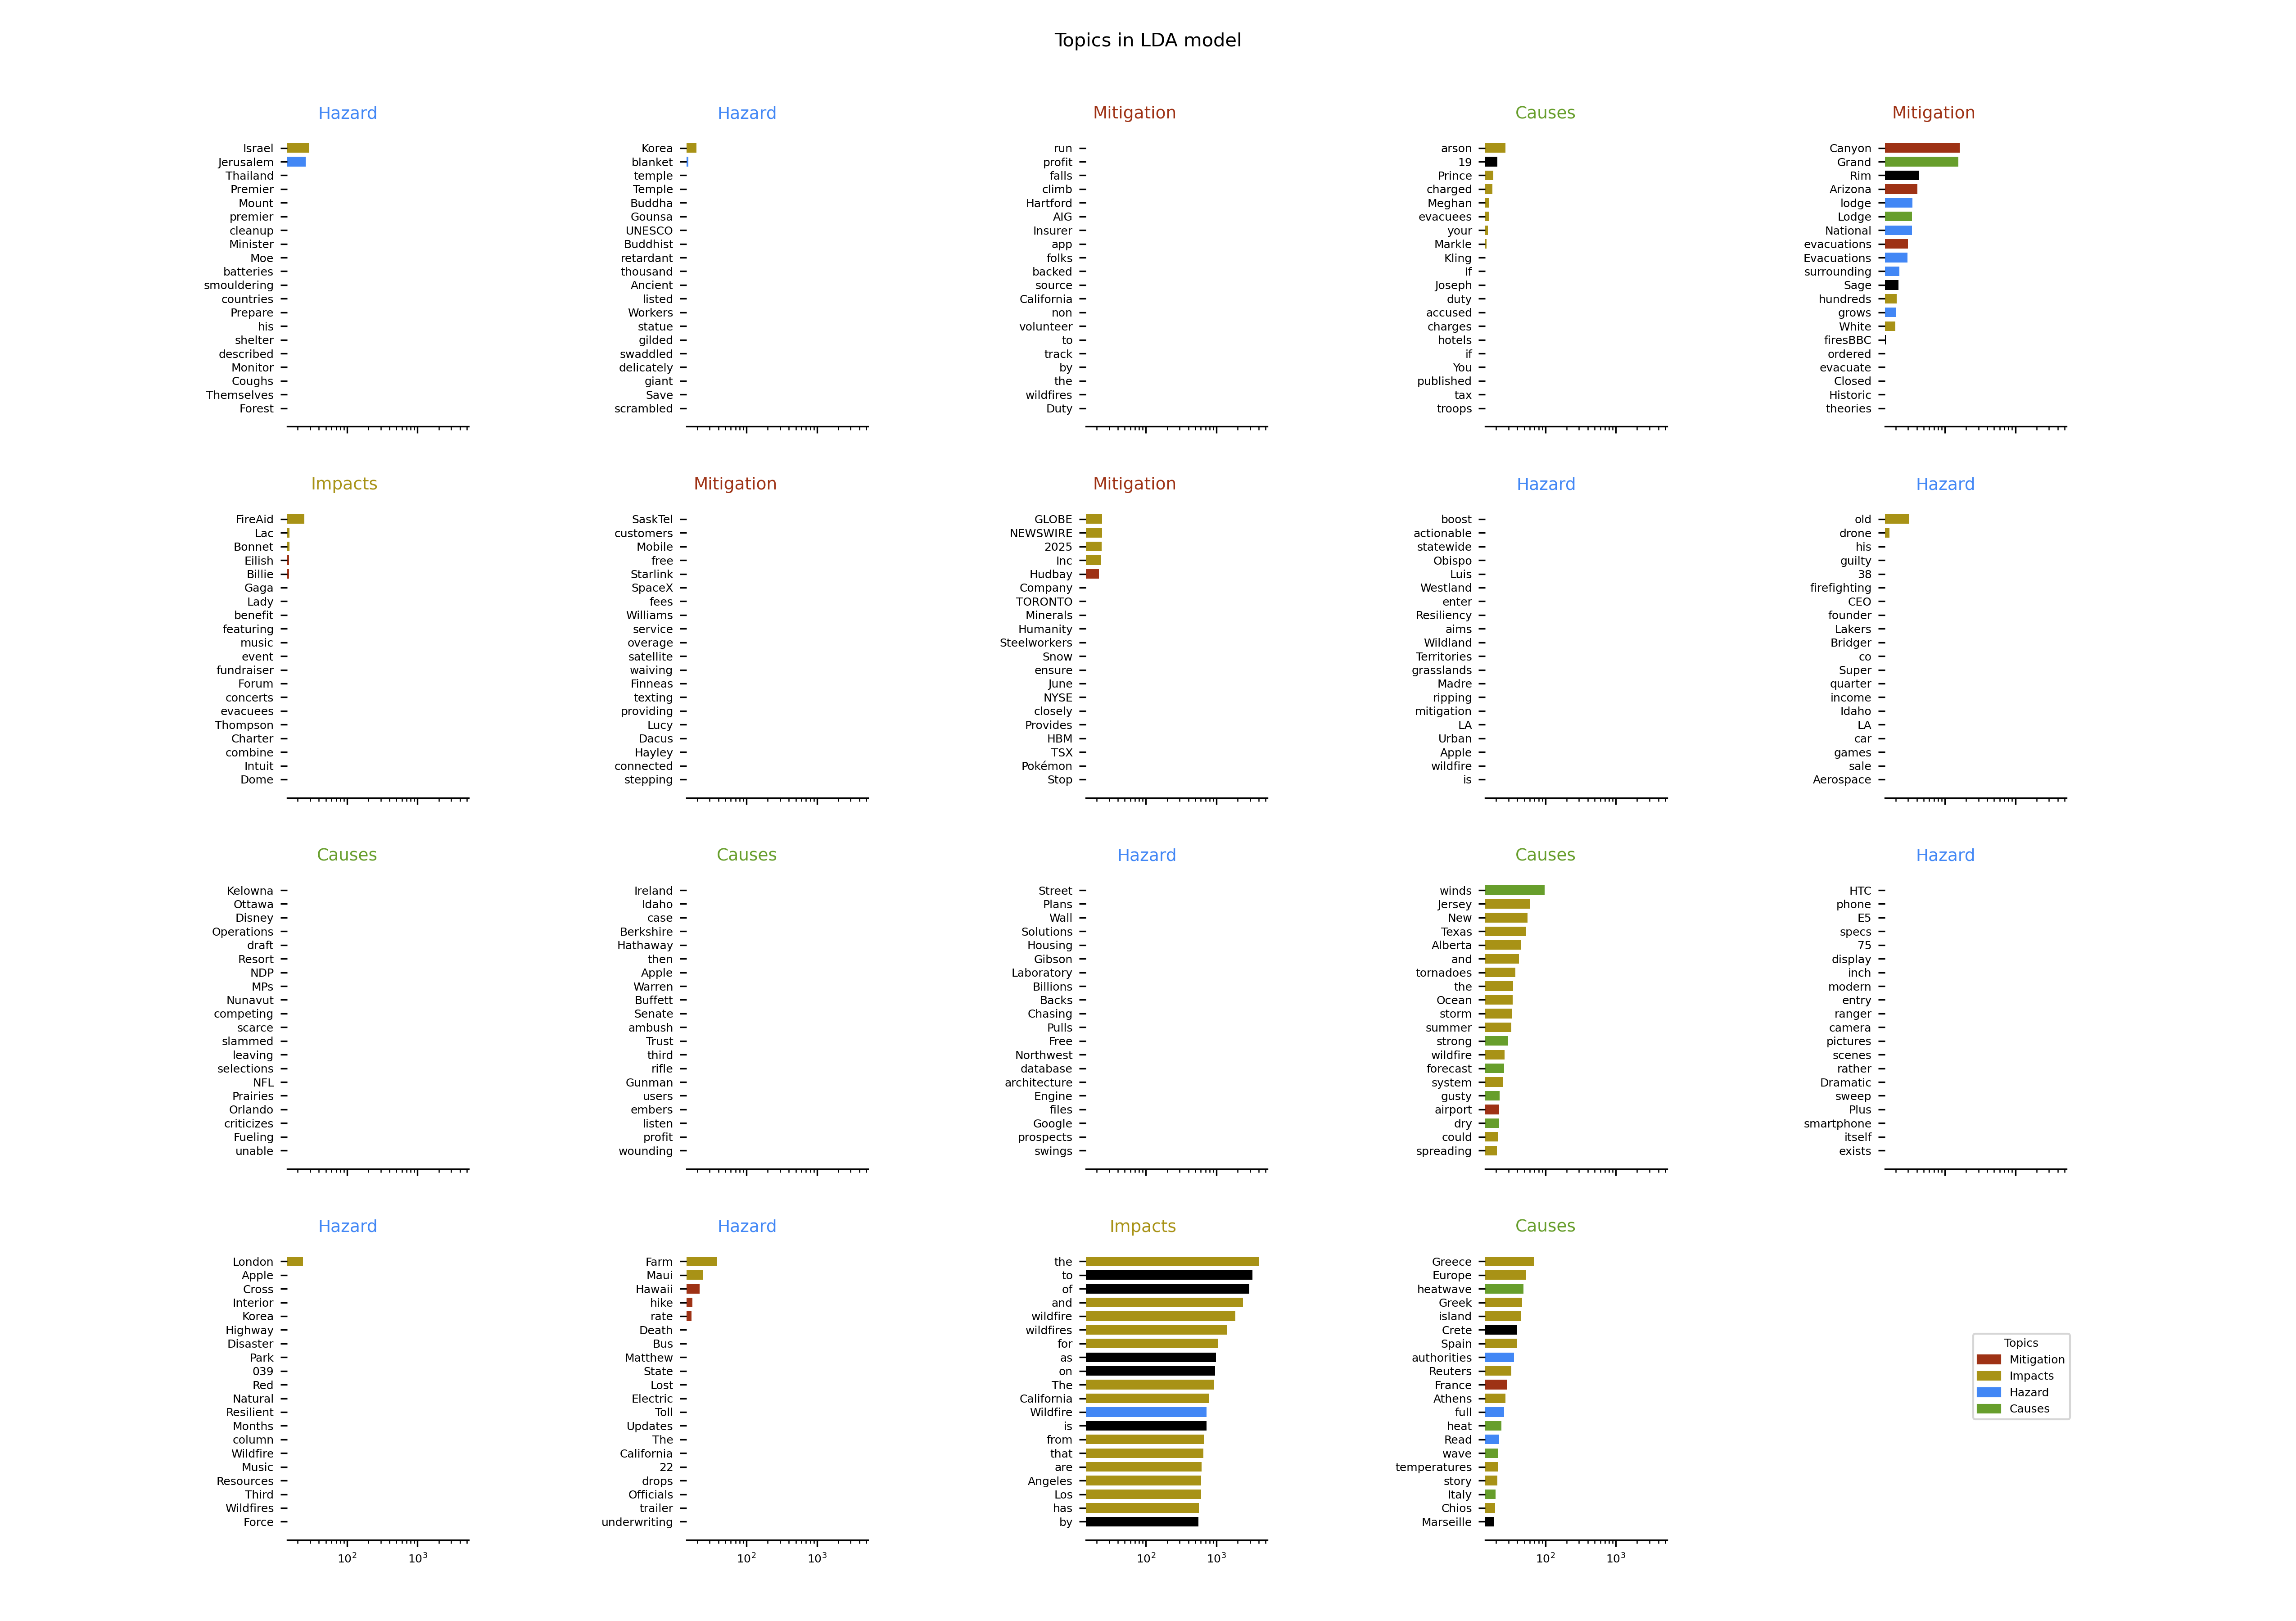 Topics in LDA model
Hazard
Israel
Jerusalem
Thailand
Premier
Mount
premier
cleanup
Minister
Moe
batteries
smouldering
countries
Prepare
his
shelter
described
Monitor
Coughs
Themselves
Forest
Hazard
Korea
blanket
temple
Temple
Buddha
Gounsa
UNESCO
Buddhist
retardant
thousand
Ancient
listed
Workers
statue
gilded
swaddled
delicately
giant
Save
scrambled
Mitigation
run
profit
falls
climb
Hartford
AIG
Insurer
app
folks
backed
source
California
non
volunteer
to
track
by
the
wildfires
Duty
Causes
arson
19
Prince
charged
Meghan
evacuees
your
Markle
Kling
If
Joseph
duty
accused
charges
hotels
if
You
published
tax
troops
Mitigation
Canyon
Grand
Rim
Arizona
lodge
Lodge
National
evacuations
Evacuations
surrounding
Sage
hundreds
grows
White
firesBBC
ordered
evacuate
Closed
Historic
theories
Impacts
FireAid
Lac
Bonnet
Eilish
Billie
Gaga
Lady
benefit
featuring
music
event
fundraiser
Forum
concerts
evacuees
Thompson
Charter
combine
Intuit
Dome
Mitigation
SaskTel
customers
Mobile
free
Starlink
SpaceX
fees
Williams
service
overage
satellite
waiving
Finneas
texting
providing
Lucy
Dacus
Hayley
connected
stepping
Mitigation
GLOBE
NEWSWIRE
2025
Inc
Hudbay
Company
TORONTO
Minerals
Humanity
Steelworkers
Snow
ensure
June
NYSE
closely
Provides
HBM
TSX
Pokémon
Stop
Hazard
boost
actionable
statewide
Obispo
Luis
Westland
enter
Resiliency
aims
Wildland
Territories
grasslands
Madre
ripping
mitigation
LA
Urban
Apple
wildfire
is
Hazard
old
drone
his
guilty
38
firefighting
CEO
founder
Lakers
Bridger
co
Super
quarter
income
Idaho
LA
car
games
sale
Aerospace
Causes
Kelowna
Ottawa
Disney
Operations
draft
Resort
NDP
MPs
Nunavut
competing
scarce
slammed
leaving
selections
NFL
Prairies
Orlando
criticizes
Fueling
unable
Causes
Ireland
Idaho
case
Berkshire
Hathaway
then
Apple
Warren
Buffett
Senate
ambush
Trust
third
rifle
Gunman
users
embers
listen
profit
wounding
Hazard
Street
Plans
Wall
Solutions
Housing
Gibson
Laboratory
Billions
Backs
Chasing
Pulls
Free
Northwest
database
architecture
Engine
files
Google
prospects
swings
Causes
winds
Jersey
New
Texas
Alberta
and
tornadoes
the
Ocean
storm
summer
strong
wildfire
forecast
system
gusty
airport
dry
could
spreading
Hazard
HTC
phone
E5
specs
75
display
inch
modern
entry
ranger
camera
pictures
scenes
rather
Dramatic
sweep
Plus
smartphone
itself
exists
Hazard
London
Apple
Cross
Interior
Korea
Highway
Disaster
Park
039
Red
Natural
Resilient
Months
column
Wildfire
Music
Resources
Third
Wildfires
Force
10² 10³
Hazard
Farm
Maui
Hawaii
hike
rate
Death
Bus
Matthew
State
Lost
Electric
Toll
Updates
The
California
22
drops
Officials
trailer
underwriting
10² 10³
Impacts
the
to
of
and
wildfire
wildfires
for
as
on
The
California
Wildfire
is
from
that
are
Angeles
Los
has
by
10² 10³
Causes
Greece
Europe
heatwave
Greek
island
Crete
Spain
authorities
Reuters
France
Athens
full
heat
Read
wave
temperatures
story
Italy
Chios
Marseille
10² 10³
Topics
Mitigation
Impacts
Hazard
Causes